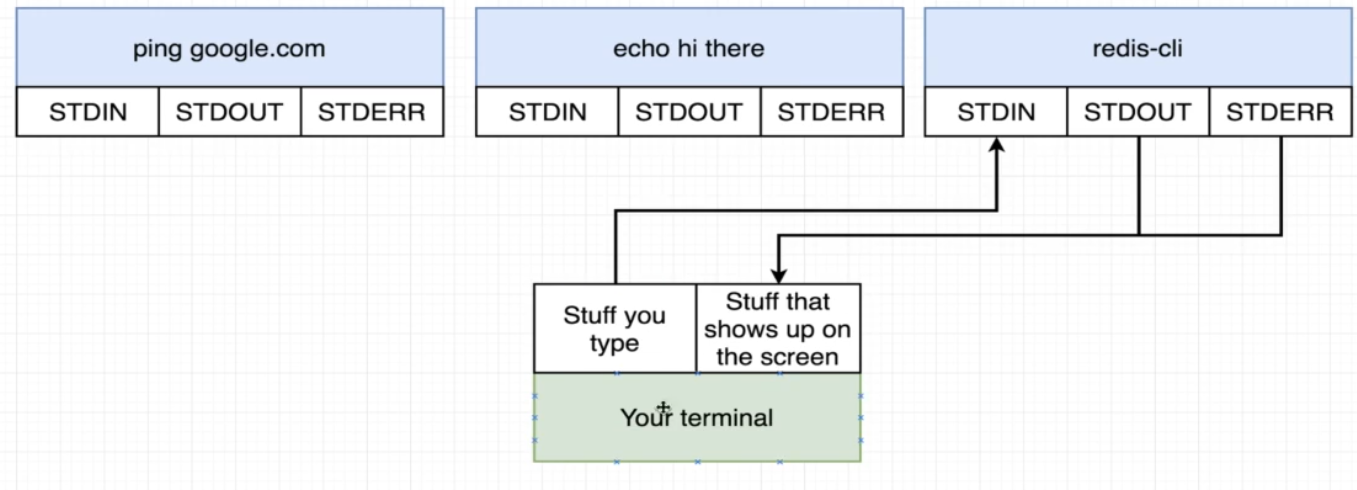 ping google.com
echo hi there
redis-cli
STDIN STDOUT STDERR
STDIN STDOUT STDERR
STDIN STDOUT STDERR
Stuff you
type
Stuff that
shows up on
the screen
Your terminal